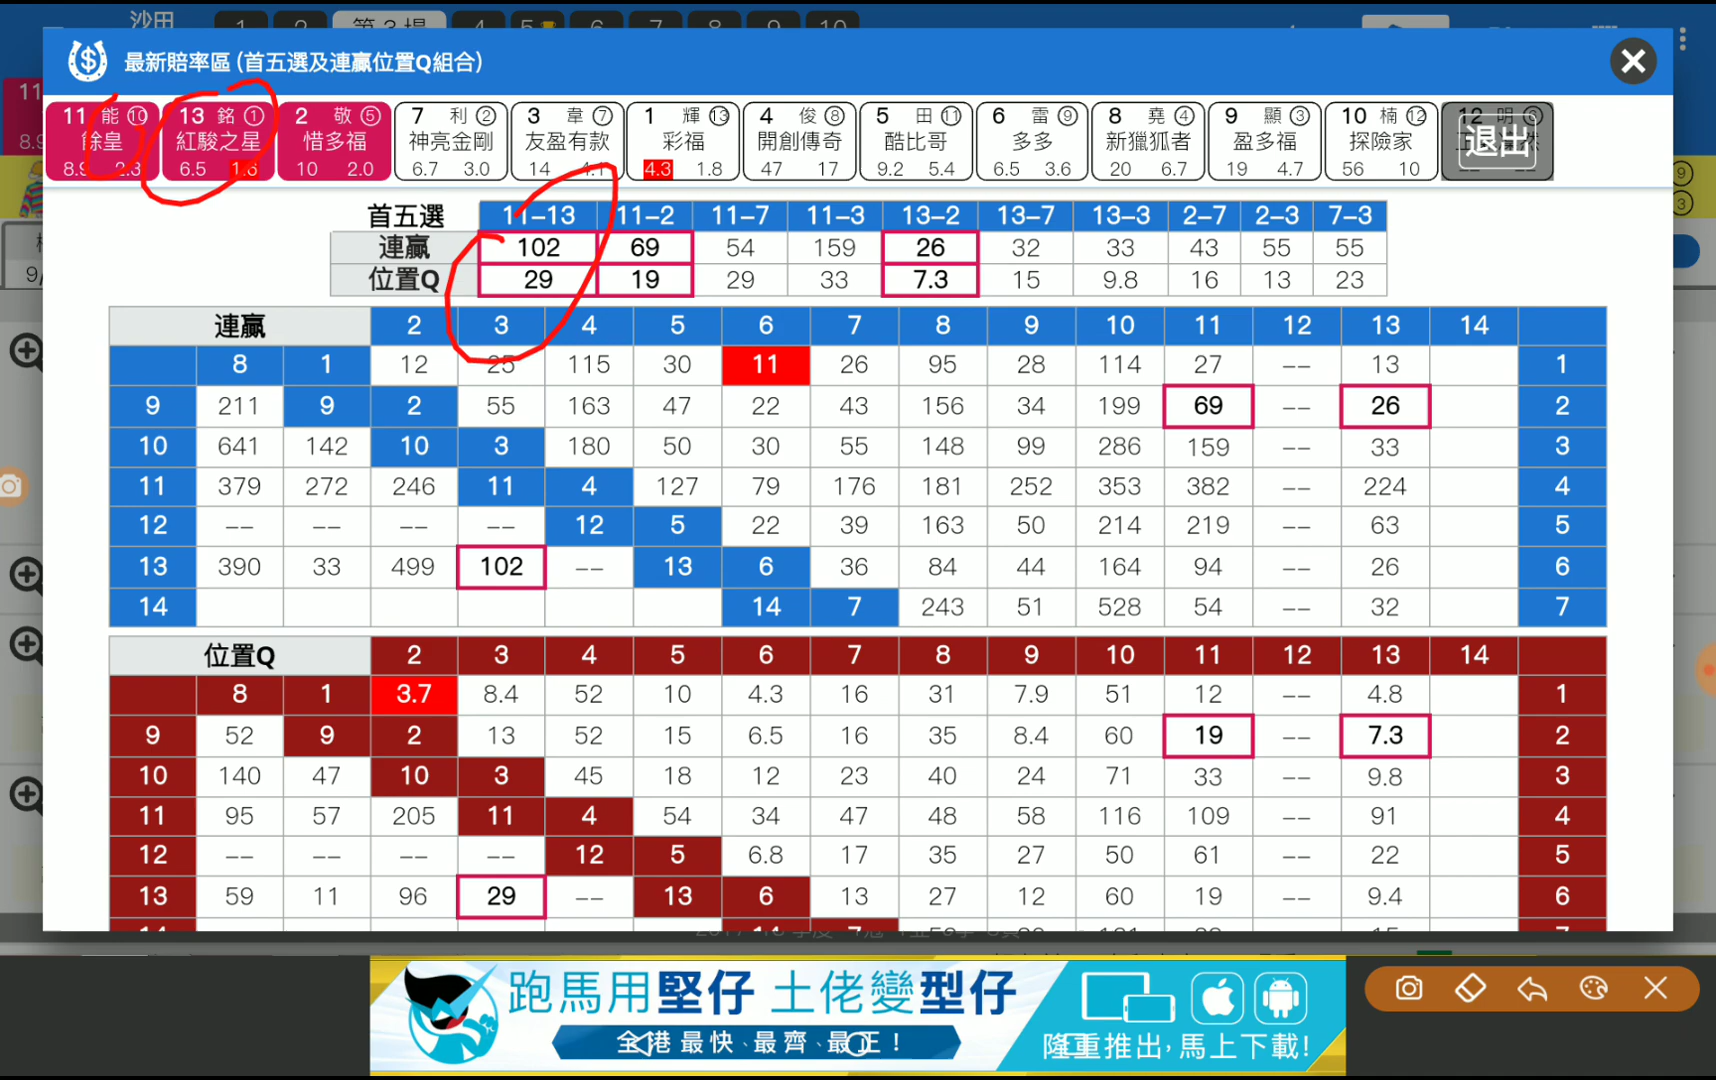 沙田 1 2 第 3 場 4 5 6 7 8 9 10
最新賠率區 (首五選及連贏位置Q組合)
11 能 ⑩ 13 銘 ① 2 敬 ⑤ 7 利 ② 3 韋 ⑦ 1 輝 ⑬ 4 俊 ⑧ 5 田 ⑪ 6 雷 ⑨ 8 堯 ④ 9 顯 ③ 10 楠 ⑫ 12 明
餘皇 紅駿之星 惜多福 神亮金剛 友盈有款 彩福 開創傳奇 酷比哥 多多 新獵狐者 盈多福 探險家 退出
8.9 2.3 6.5 1.8 10 2.0 6.7 3.0 14 4.1 4.3 1.8 47 17 9.2 5.4 6.5 3.6 20 6.7 19 4.7 56 10
首五選 11-13 11-2 11-7 11-3 13-2 13-7 13-3 2-7 2-3 7-3
連贏 102 69 54 159 26 32 33 43 55 55
位置Q 29 19 29 33 7.3 15 9.8 16 13 23
連贏 2 3 4 5 6 7 8 9 10 11 12 13 14
8 1 12 25 115 30 11 26 95 28 114 27 -- 13 1
9 211 9 2 55 163 47 22 43 156 34 199 69 -- 26 2
10 641 142 10 3 180 50 30 55 148 99 286 159 -- 33 3
11 379 272 246 11 4 127 79 176 181 252 353 382 -- 224 4
12 -- -- -- -- 12 5 22 39 163 50 214 219 -- 63 5
13 390 33 499 102 -- 13 6 36 84 44 164 94 -- 26 6
14 14 7 243 51 528 54 -- 32 7
位置Q 2 3 4 5 6 7 8 9 10 11 12 13 14
8 1 3.7 8.4 52 10 4.3 16 31 7.9 51 12 -- 4.8 1
9 52 9 2 13 52 15 6.5 16 35 8.4 60 19 -- 7.3 2
10 140 47 10 3 45 18 12 23 40 24 71 33 -- 9.8 3
11 95 57 205 11 4 54 34 47 48 58 116 109 -- 91 4
12 -- -- -- -- 12 5 6.8 17 35 27 50 61 -- 22 5
13 59 11 96 29 -- 13 6 13 27 12 60 19 -- 9.4 6
跑馬用堅仔 土佬變型仔
全港最快、最齊、最正！
隆重推出，馬上下載！